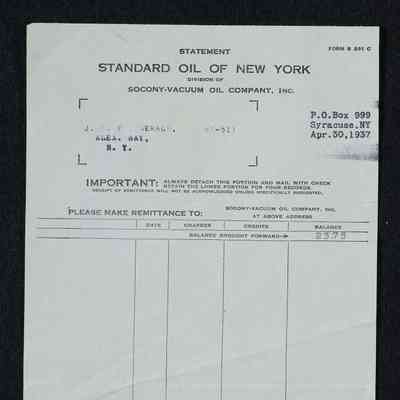 FORM S 291 C
STATEMENT
STANDARD OIL OF NEW YORK
DIVISION OF
SOCONY-VACUUM OIL COMPANY, INC.
P.O.Box 999
Syracuse,NY
Apr.30,1937
J.
ALEX. BAY,
N. Y.
IMPORTANT: ALWAYS DETACH THIS PORTION AND MAIL WITH CHECK
RETAIN THE LOWER PORTION FOR YOUR RECORDS.
RECEIPT OF REMITTANCE WILL NOT BE ACKNOWLEDGED UNLESS SPECIFICALLY REQUESTED.
PLEASE MAKE REMITTANCE TO: SOCONY-VACUUM OIL COMPANY, INC.
AT ABOVE ADDRESS
DATE CHARGES CREDITS BALANCE
BALANCE BROUGHT FORWARD 2575